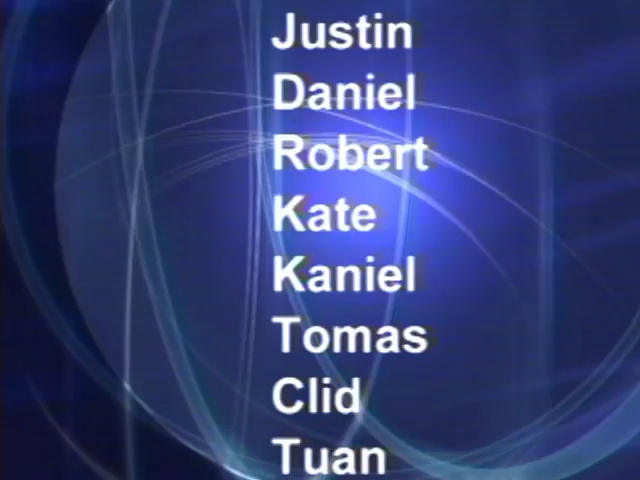 Justin
Daniel
Robert
Kate
Kaniel
Tomas
Clid
Tuan